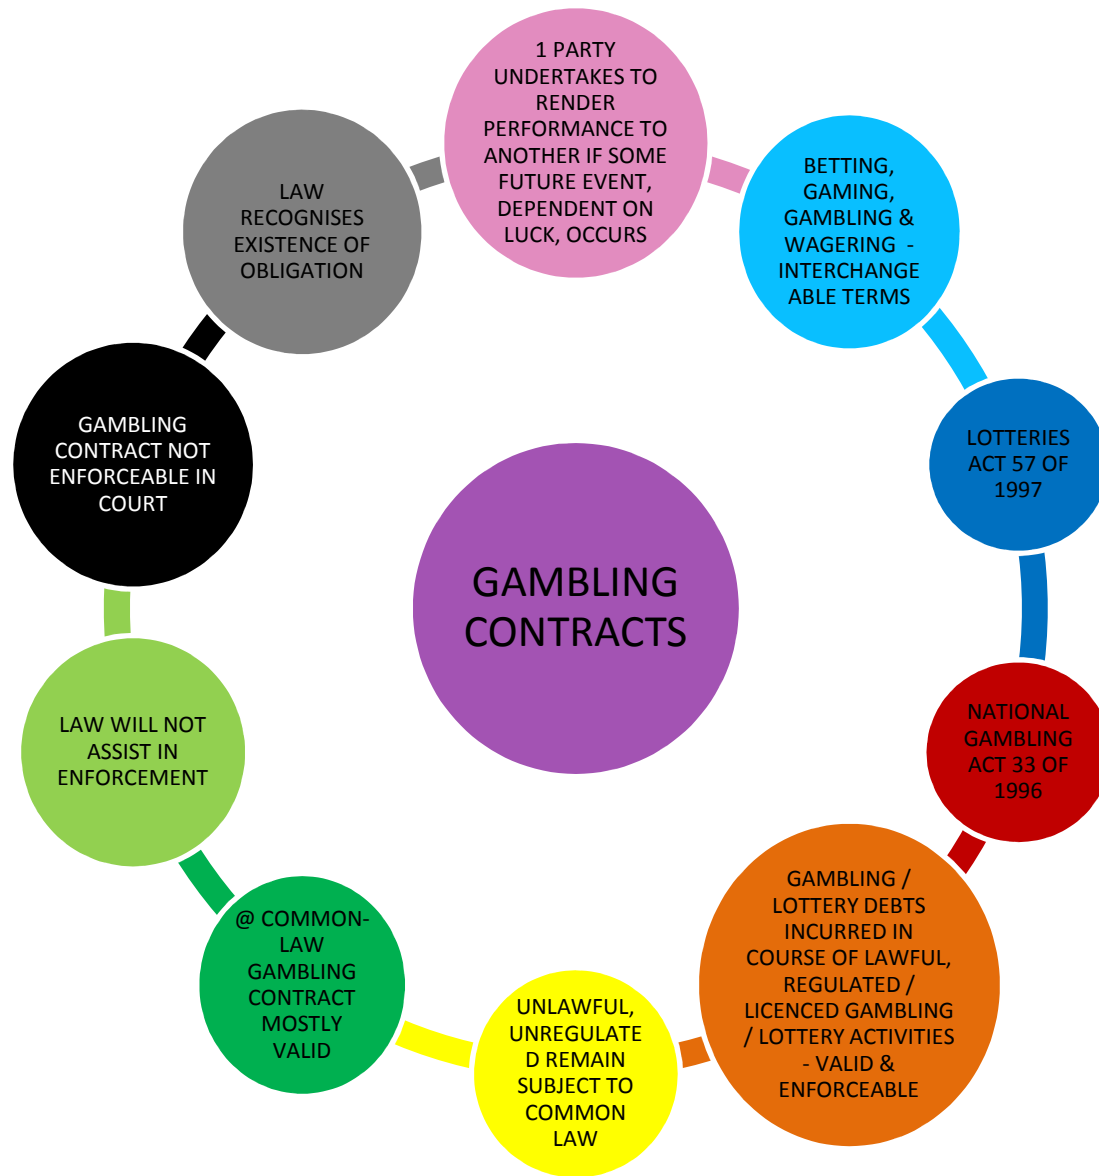 1 PARTY
UNDERTAKES TO
RENDER
PERFORMANCE TO
ANOTHER IF SOME
FUTURE EVENT,
DEPENDENT ON
LUCK, OCCURS
BETTING,
GAMING,
GAMBLING &
WAGERING -
INTERCHANGE
ABLE TERMS
LOTTERIES
ACT 57 OF
1997
NATIONAL
GAMBLING
ACT 33 OF
1996
GAMBLING /
LOTTERY DEBTS
INCURRED IN
COURSE OF LAWFUL,
REGULATED /
LICENCED GAMBLING
/ LOTTERY ACTIVITIES
- VALID &
ENFORCEABLE
UNLAWFUL,
UNREGULATE
D REMAIN
SUBJECT TO
COMMON
LAW
@ COMMON-
LAW
GAMBLING
CONTRACT
MOSTLY
VALID
LAW WILL NOT
ASSIST IN
ENFORCEMENT
GAMBLING
CONTRACT NOT
ENFORCEABLE IN
COURT
LAW
RECOGNISES
EXISTENCE OF
OBLIGATION
GAMBLING
CONTRACTS